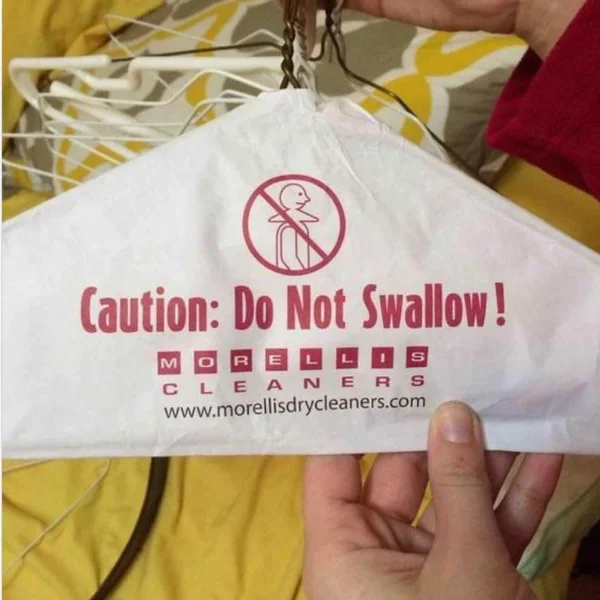 Caution: Do Not Swallow!
MORELLIS
CLEANERS
www.morellisdrycleaners.com